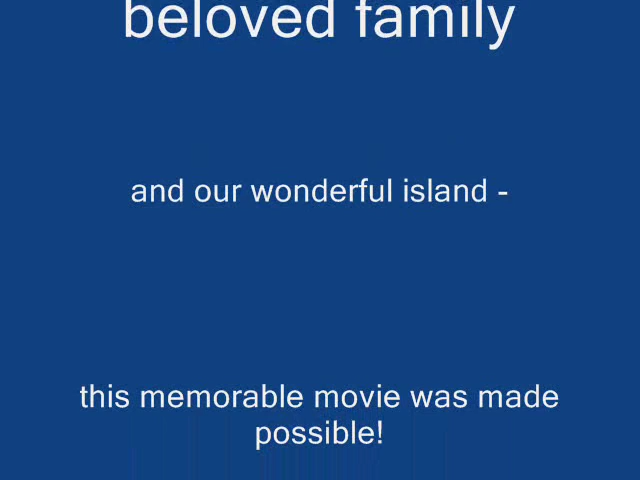 beloved family
and our wonderful island -
this memorable movie was made
possible!